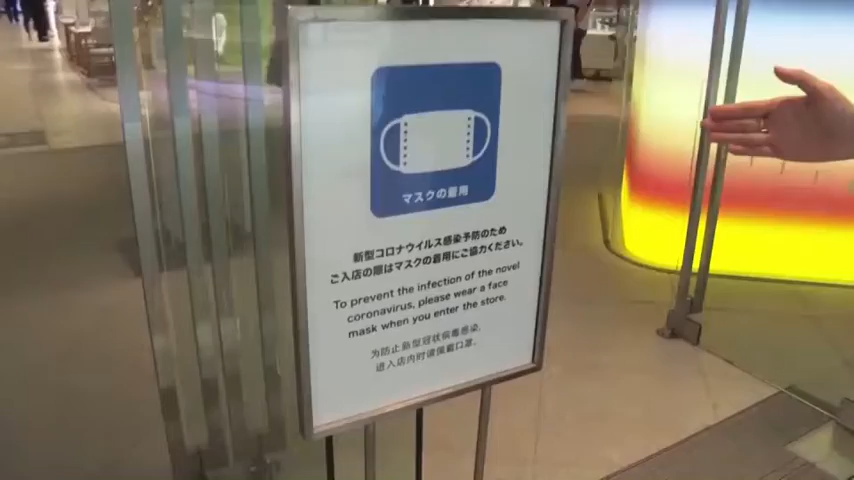 マスクの着用
新型コロナウイルス感染予防のため
ご入店の際はマスクの着用にご協力ください。
To prevent the infection of the novel
coronavirus, please wear a face
mask when you enter the store.
为防止新型冠状病毒感染，
进入店内时请佩戴口罩。